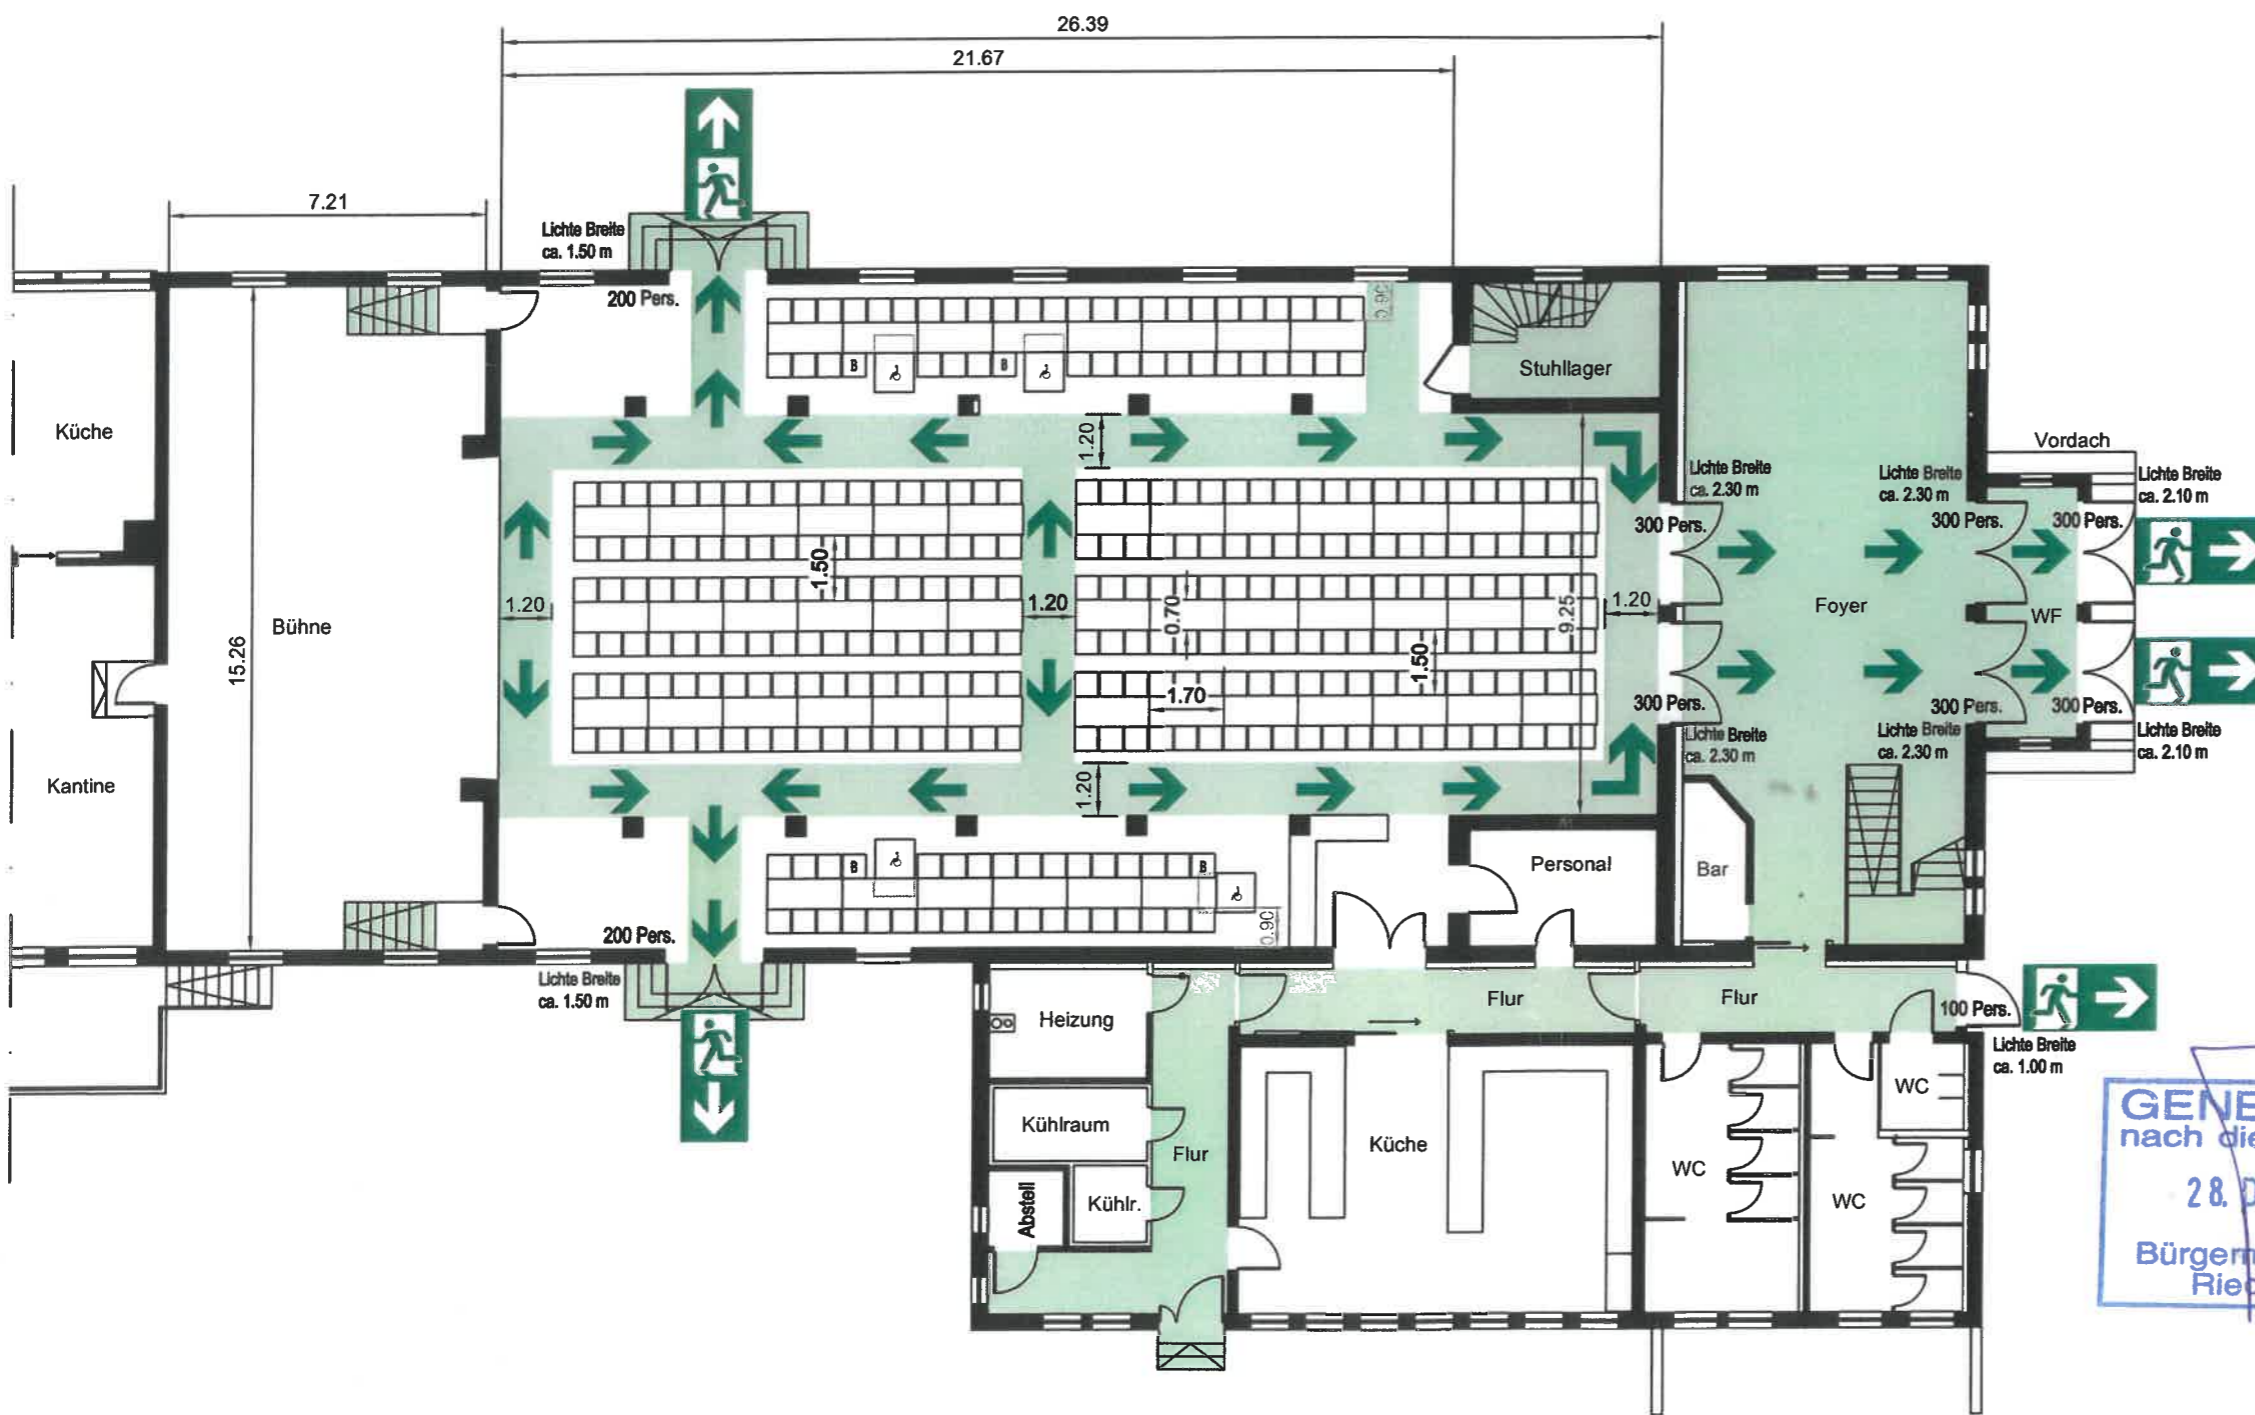 26.39
21.67
7.21
Lichte Breite
ca. 1.50 m
200 Pers.
0.90
B
B
Stuhllager
Küche
1.20
Vordach
Lichte Breite
ca. 2.30 m
Lichte Breite
ca. 2.30 m
Lichte Breite
ca. 2.10 m
300 Pers.
300 Pers.
300 Pers.
1.50
1.20
1.20
0.70
9.25
1.20
Foyer
WF
Bühne
15.26
1.50
1.70
300 Pers.
300 Pers.
300 Pers.
Lichte Breite
ca. 2.30 m
Lichte Breite
ca. 2.30 m
Lichte Breite
ca. 2.10 m
Kantine
1.20
B
B
Personal
Bar
0.90
200 Pers.
Lichte Breite
ca. 1.50 m
Heizung
Flur
Flur
100 Pers.
Lichte Breite
ca. 1.00 m
Kühlraum
Flur
Küche
WC
WC
WC
Abstell
Kühlr.
GENE
nach die
28. D
Bürgerm
Ried